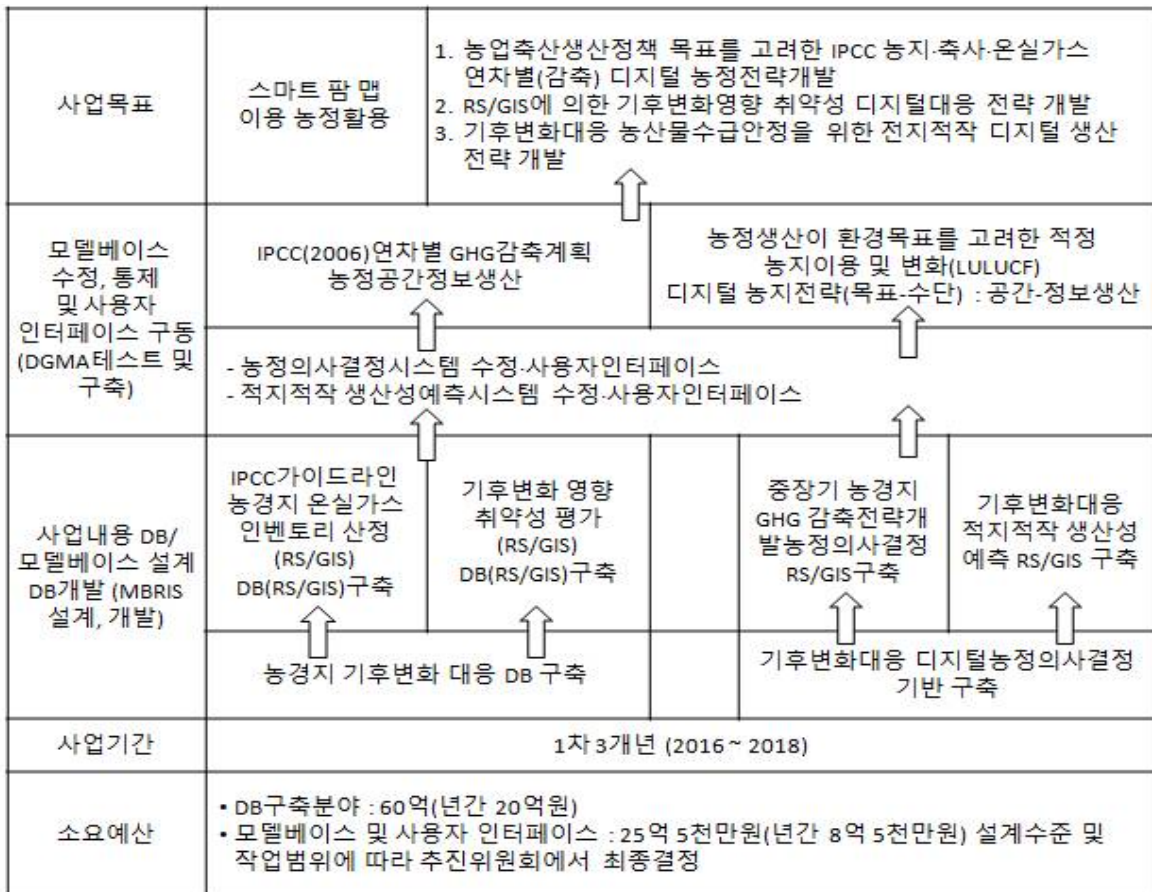 사업목표
스마트 팜 맵
이용 농정활용
1. 농업축산생산정책 목표를 고려한 IPCC 농지·축사·온실가스
연차별(감축) 디지털 농정전략개발
2. RS/GIS에 의한 기후변화영향 취약성 디지털대응 전략 개발
3. 기후변화대응 농산물수급안정을 위한 전지적작 디지털 생산
전략 개발
모델베이스
수정, 통제
및 사용자
인터페이스 구동
(DGMA테스트 및
구축)
IPCC(2006)연차별 GHG감축계획
농정공간정보생산
농정생산이 환경목표를 고려한 적정
농지이용 및 변화(LULUCF)
디지털 농지전략(목표-수단) : 공간-정보생산
- 농정의사결정시스템 수정·사용자인터페이스
- 적지적작 생산성예측시스템 수정·사용자인터페이스
사업내용 DB/
모델베이스 설계
DB개발 (MBRIS
설계, 개발)
IPCC가이드라인
농경지 온실가스
인벤토리 산정
(RS/GIS)
DB(RS/GIS)구축
기후변화 영향
취약성 평가
(RS/GIS)
DB(RS/GIS)구축
중장기 농경지
GHG 감축전략개
발농정의사결정
RS/GIS구축
기후변화대응
적지적작 생산성
예측 RS/GIS 구축
농경지 기후변화 대응 DB 구축
기후변화대응 디지털농정의사결정
기반 구축
사업기간
1차 3개년 (2016 ~ 2018)
소요예산
• DB구축분야 : 60억(년간 20억원)
• 모델베이스 및 사용자 인터페이스 : 25억 5천만원(년간 8억 5천만원) 설계수준 및
작업범위에 따라 추진위원회에서 최종결정